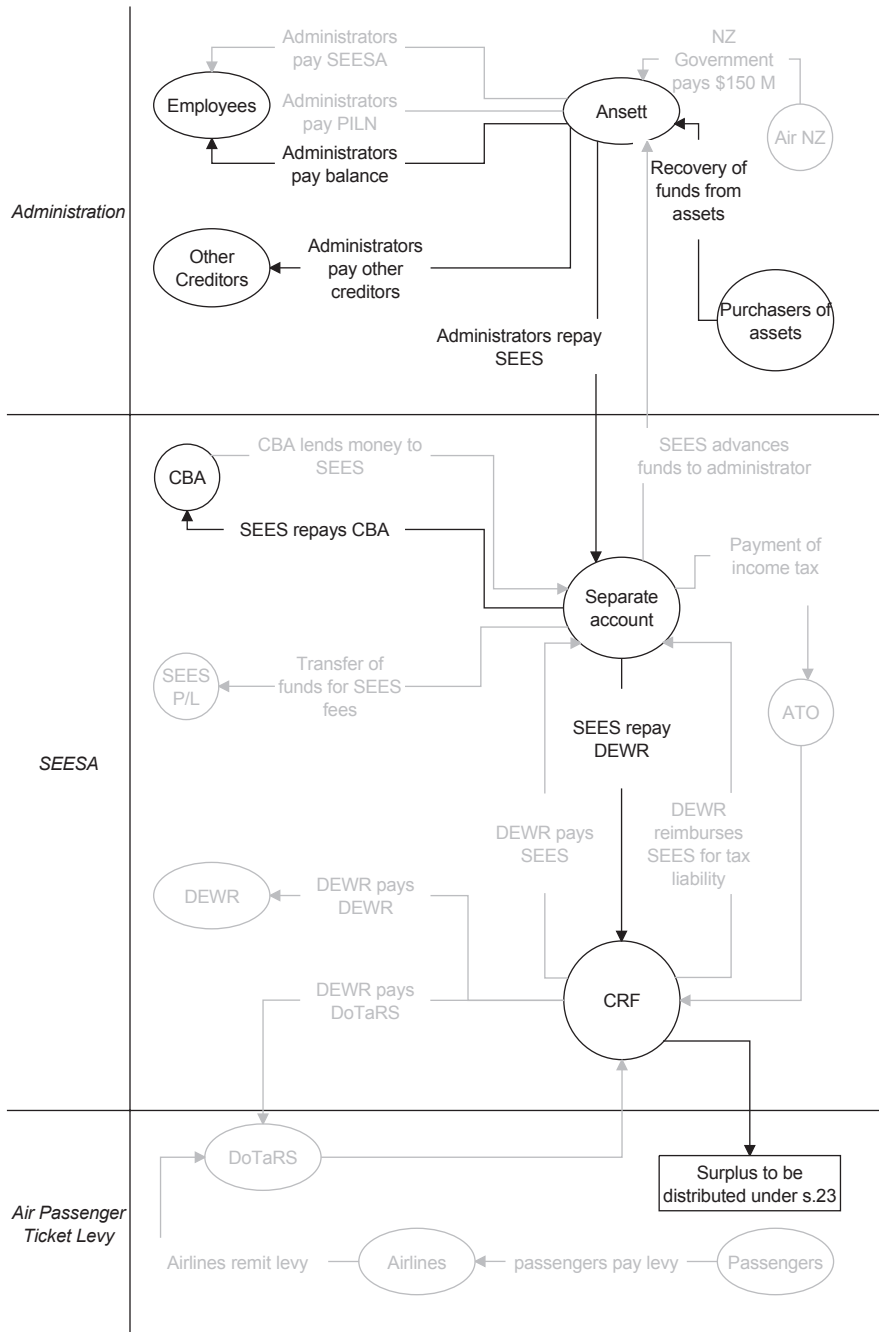 Administrators
pay SEESA
NZ
Government
pays $150 M
Employees
Administrators
pay PILN
Ansett
Air NZ
Administrators
pay balance
Recovery of
funds from
assets
Administration
Other
Creditors
Administrators
pay other
creditors
Purchasers of
assets
Administrators repay
SEES
CBA lends money to
SEES
SEES advances
funds to administrator
CBA
SEES repays CBA
Payment of
income tax
Separate
account
SEES
P/L
Transfer of
funds for SEES
fees
ATO
SEES repay
DEWR
SEESA
DEWR pays
SEES
DEWR
reimburses
SEES for tax
liability
DEWR
DEWR pays
DEWR
DEWR pays
DoTaRS
CRF
DoTaRS
Surplus to be
distributed under s.23
Air Passenger
Ticket Levy
Airlines remit levy
Airlines
passengers pay levy
Passengers